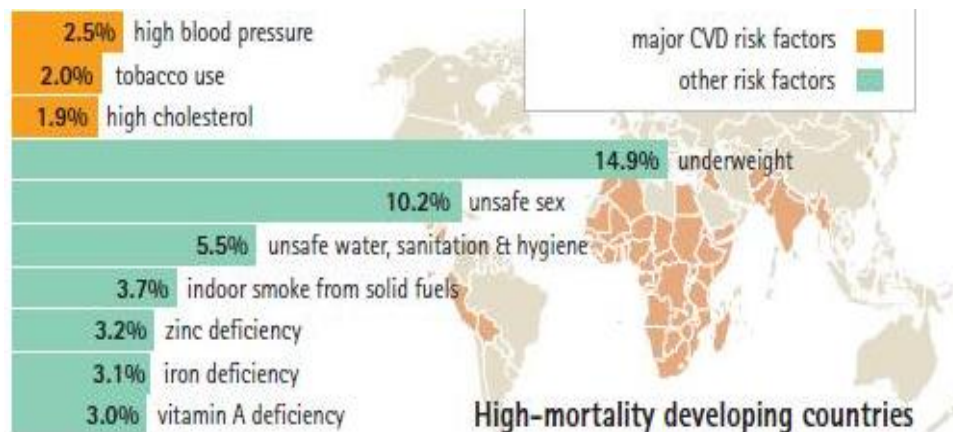 2.5% high blood pressure
2.0% tobacco use
1.9% high cholesterol
14.9% underweight
10.2% unsafe sex
5.5% unsafe water, sanitation & hygiene
3.7% indoor smoke from solid fuels
3.2% zinc deficiency
3.1% iron deficiency
3.0% vitamin A deficiency
major CVD risk factors
other risk factors
High-mortality developing countries